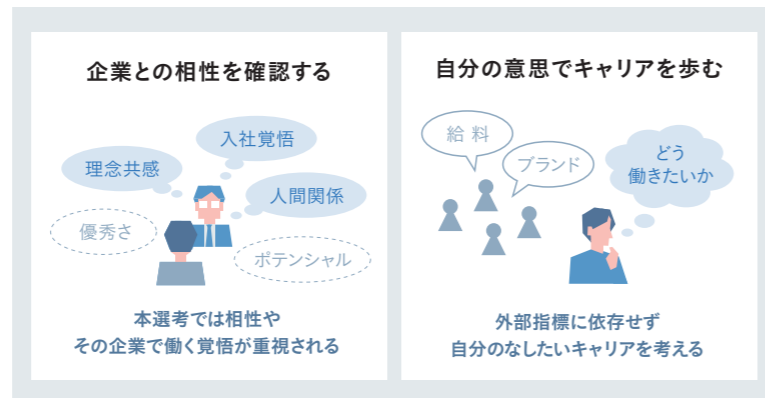 企業との相性を確認する
入社覚悟
理念共感
人間関係
優秀さ
ポテンシャル
本選考では相性や
その企業で働く覚悟が重視される
自分の意思でキャリアを歩む
給料
ブランド
どう
働きたいか
外部指標に依存せず
自分のなしたいキャリアを考える